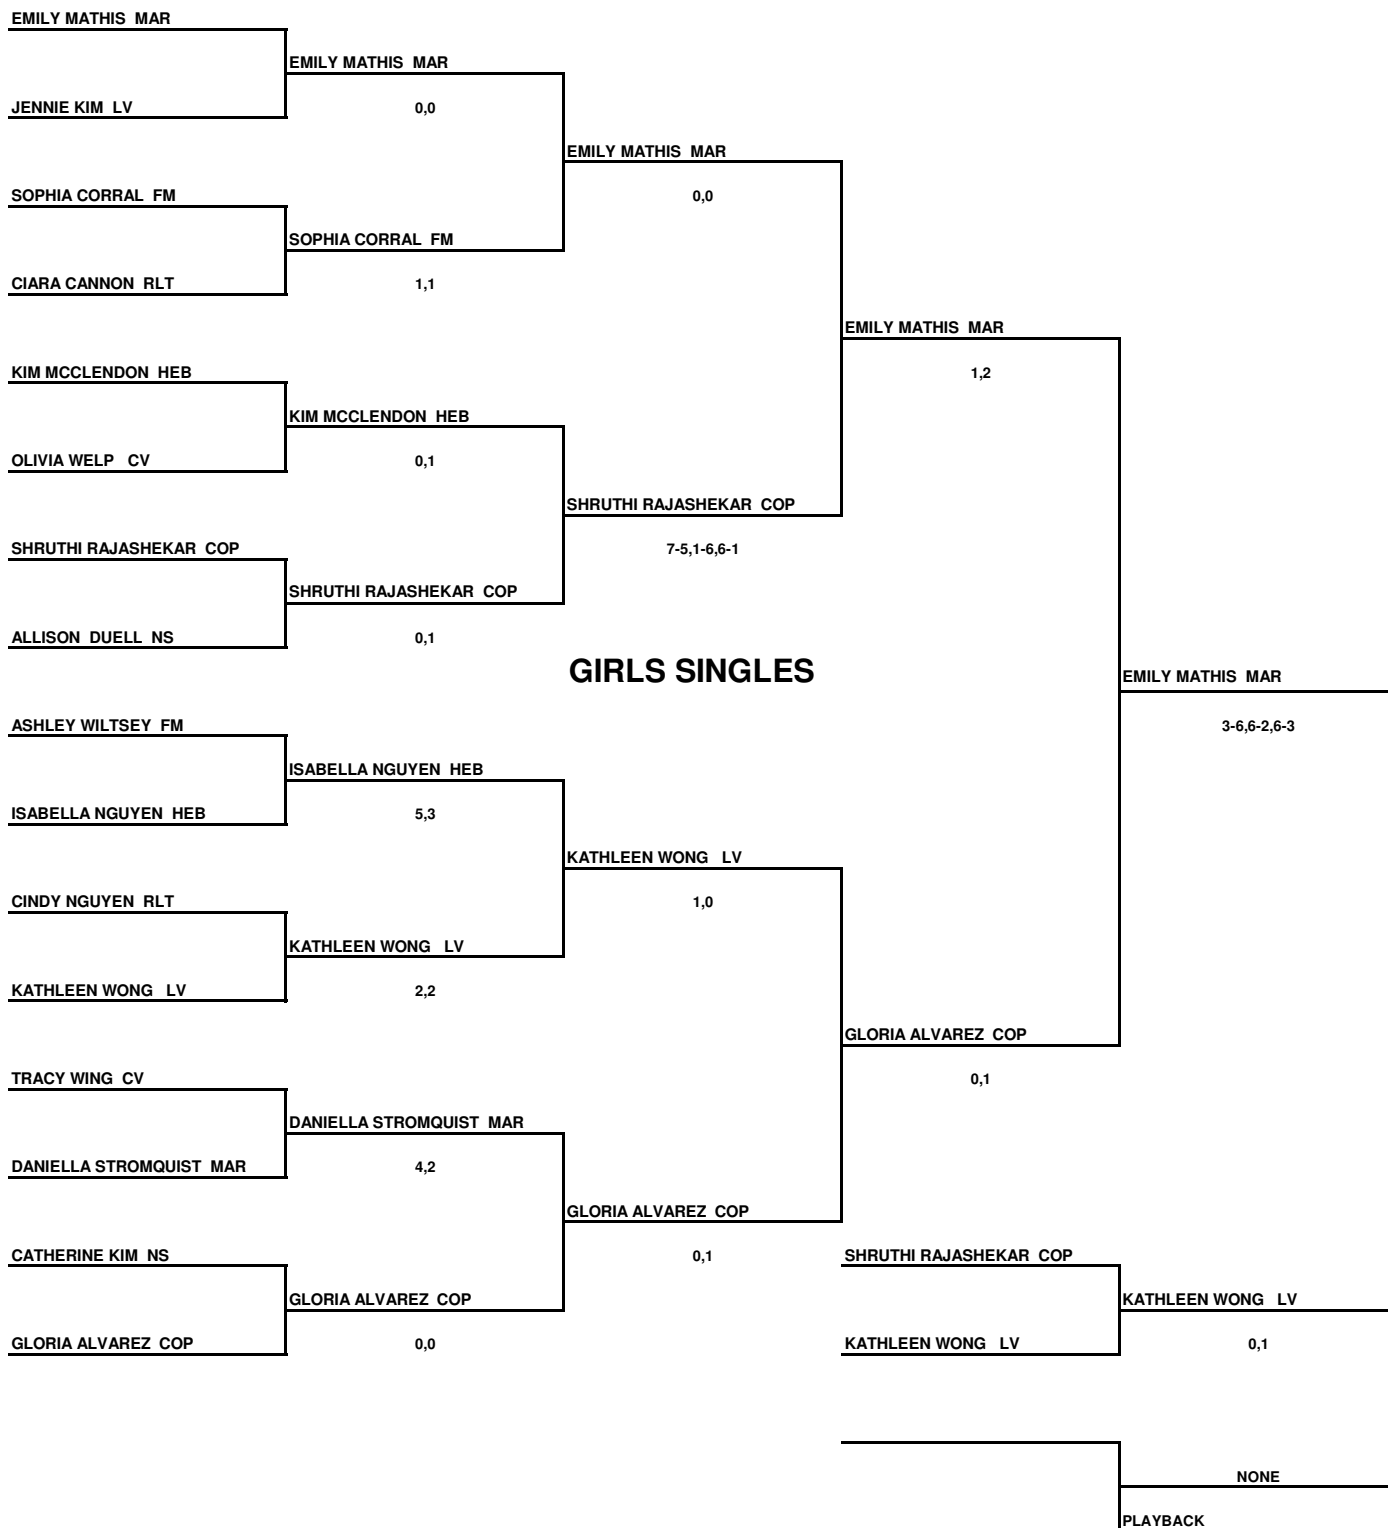 EMILY MATHIS  MAR
EMILY MATHIS  MAR
JENNIE KIM  LV
0,0
EMILY MATHIS  MAR
SOPHIA CORRAL  FM
0,0
SOPHIA CORRAL  FM
CIARA CANNON  RLT
1,1
EMILY MATHIS  MAR
KIM MCCLENDON  HEB
1,2
KIM MCCLENDON  HEB
OLIVIA WELP   CV
0,1
SHRUTHI RAJASHEKAR  COP
SHRUTHI RAJASHEKAR  COP
7-5,1-6,6-1
SHRUTHI RAJASHEKAR  COP
ALLISON  DUELL  NS
0,1
GIRLS SINGLES
EMILY MATHIS  MAR
ASHLEY WILTSEY  FM
3-6,6-2,6-3
ISABELLA NGUYEN  HEB
ISABELLA NGUYEN  HEB
5,3
KATHLEEN WONG   LV
CINDY NGUYEN  RLT
1,0
KATHLEEN WONG   LV
KATHLEEN WONG   LV
2,2
GLORIA ALVAREZ  COP
TRACY WING  CV
0,1
DANIELLA STROMQUIST  MAR
DANIELLA STROMQUIST  MAR
4,2
GLORIA ALVAREZ  COP
CATHERINE KIM  NS
0,1
SHRUTHI RAJASHEKAR  COP
GLORIA ALVAREZ  COP
KATHLEEN WONG   LV
GLORIA ALVAREZ  COP
0,0
KATHLEEN WONG   LV
0,1
NONE
PLAYBACK